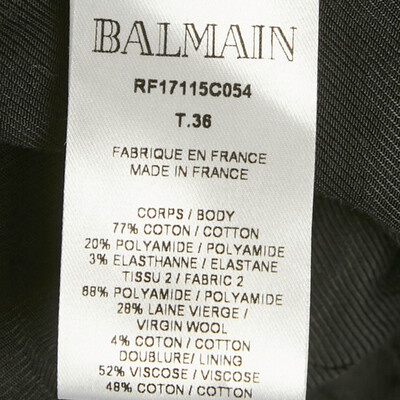 BALMAIN
RF17115C054
T.36
FABRIQUE EN FRANCE
MADE IN FRANCE
CORPS / BODY
77% COTON / COTTON
20% POLYAMIDE / POLYAMIDE
3% ELASTHANNE / ELASTANE
TISSU 2 / FABRIC 2
68% POLYAMIDE / POLYAMIDE
28% LAINE VIERGE /
VIRGIN WOOL
4% COTON / COTTON
DOUBLURE/ LINING
52% VISCOSE / VISCOSE
48% COTON / COTTON